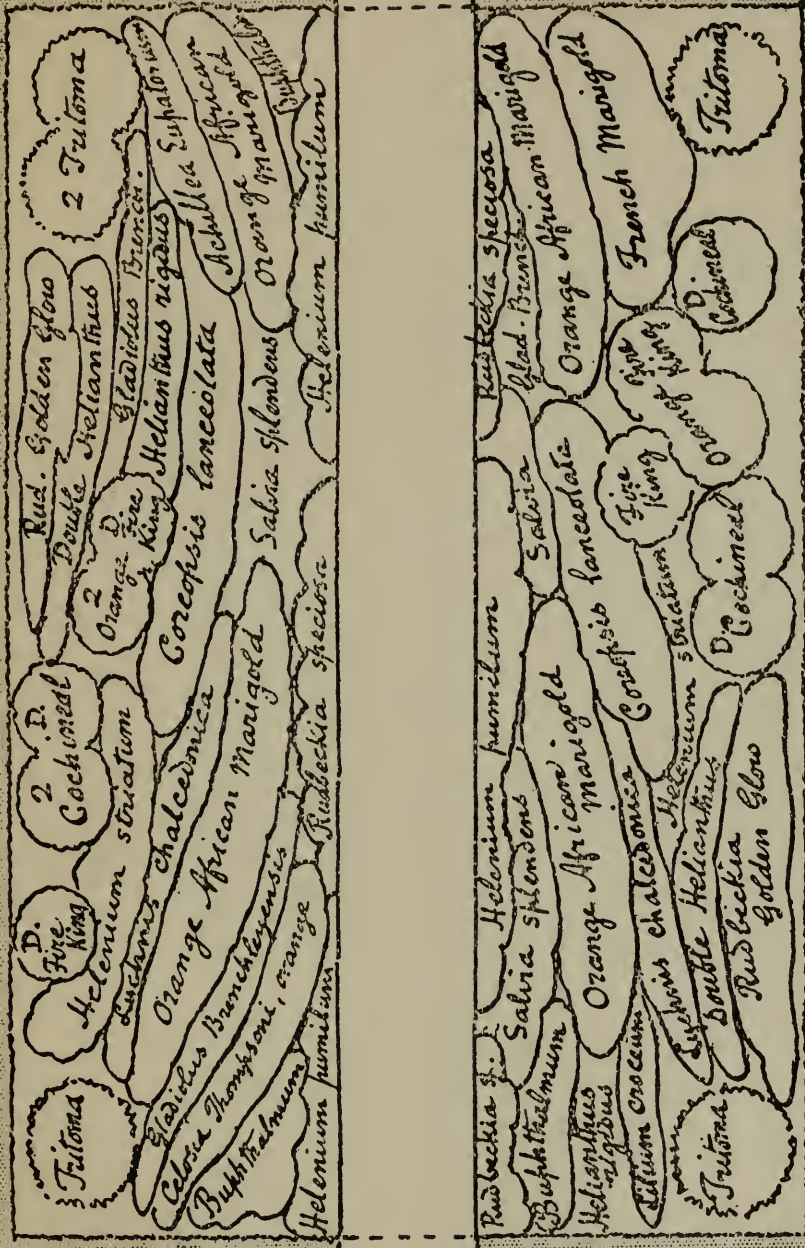 2 Tritoma
Rud. Golden Glow
Double Helianthus
Gladiolus Brench.
Helianthus rigidus
Achillea Eupatorium
Orange African
Marigold
Buphthalm
Helenium pumilum
2
Orange
D.
Fire
King
Coreopsis lanceolata
Salvia splendens
2
D.
Cochineal
Helenium striatum
Lychnis chalcedonica
Orange African Marigold
Rudbeckia speciosa
D.
Fire
King
Gladiolus Brenchleyensis
Celosia Thompsoni, orange
Buphthalmum
Helenium pumilum
Tritoma
Rudbeckia speciosa
Glad. Brench.
Orange African Marigold
French Marigold
Tritoma
D.
Cochineal
Fire
King
Orange
Fire
King
Salvia
Coreopsis lanceolata
D. Cochineal
Helenium pumilum
Salvia splendens
Orange African
Marigold
Helenium striatum
Lychnis chalcedonica
Double Helianthus
Rudbeckia
Golden Glow
Rudbeckia sp.
Buphthalmum
Helianthus
rigidus
Lilium croceum
Tritoma